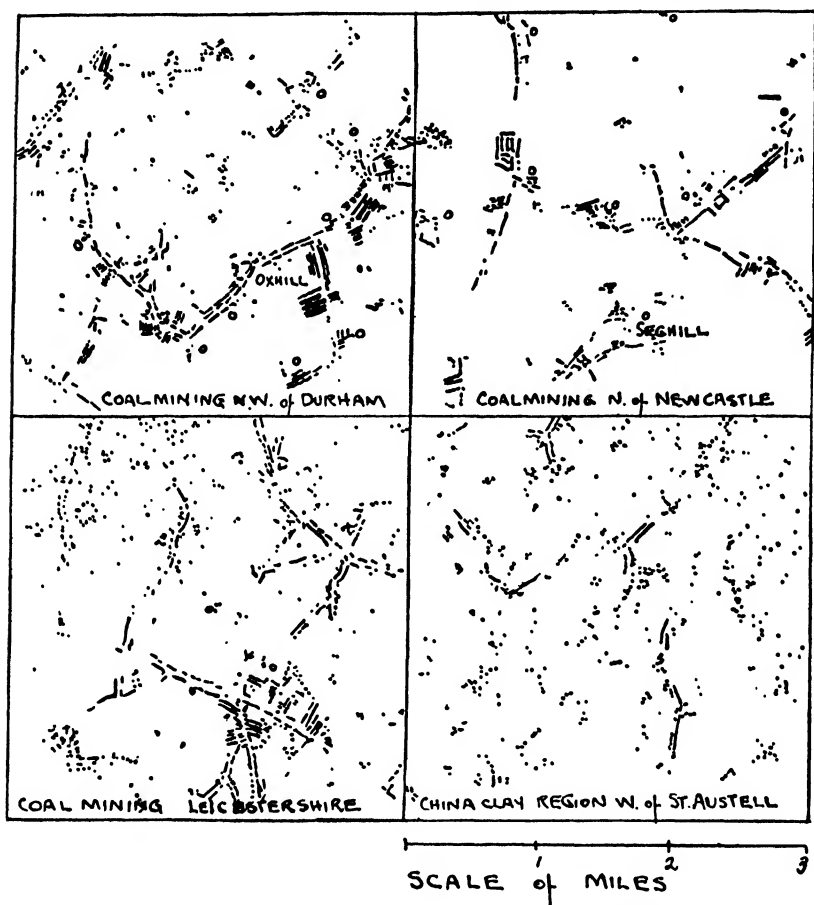 OXHILL
COALMINING N.W. of DURHAM
SEGHILL
COALMINING N. of NEWCASTLE
COAL MINING LEICESTERSHIRE
CHINA CLAY REGION W. of ST. AUSTELL
1 2 3
SCALE of MILES